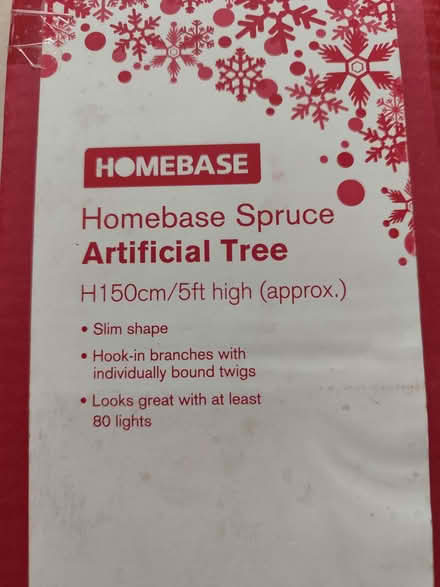 HOMEBASE
Homebase Spruce
Artificial Tree
H150cm/5ft high (approx.)
• Slim shape
• Hook-in branches with
individually bound twigs
• Looks great with at least
80 lights